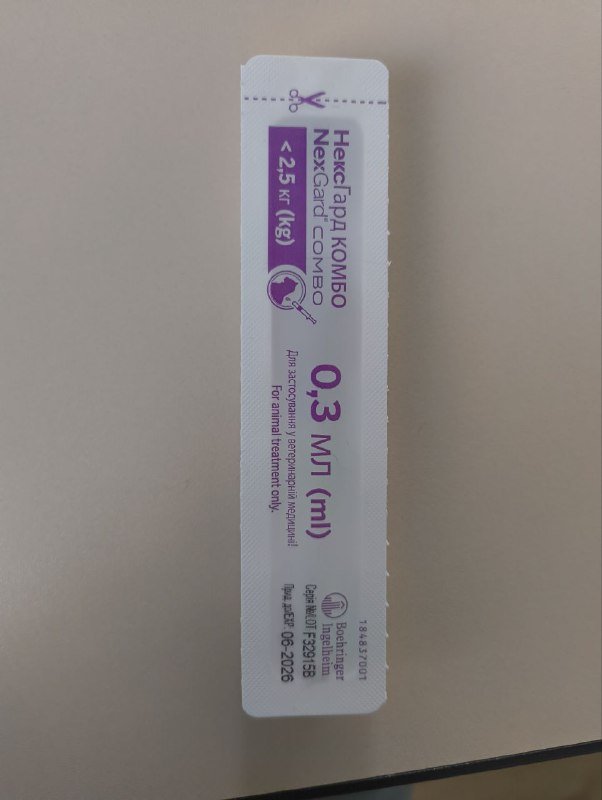 НексГард КОМБО
NexGard® COMBO
< 2,5 кг (kg)
0,3 мл (ml)
Для застосування у ветеринарній медицині!
For animal treatment only.
184837001
Boehringer
Ingelheim
Серія №/LOT F32915B
Прид. до/EXP: 06-2026